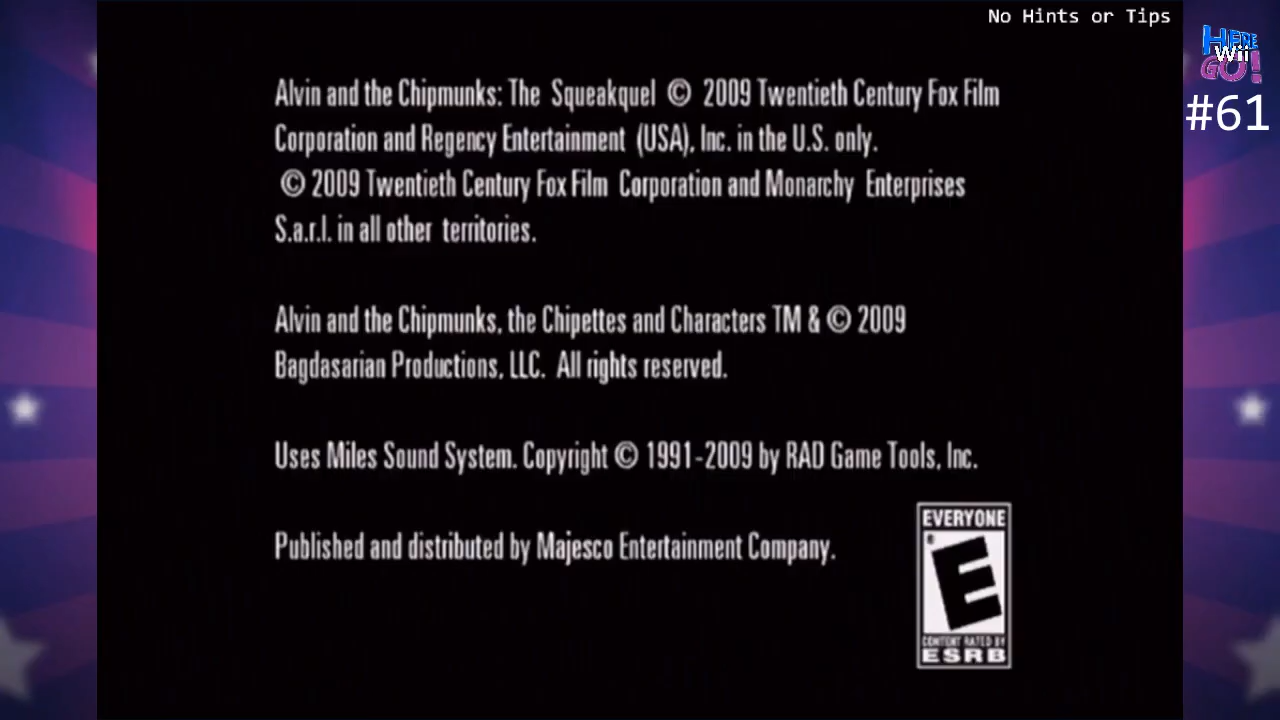 No Hints or Tips
HERE
Wii
GO!
#61
Alvin and the Chipmunks: The Squeakquel © 2009 Twentieth Century Fox Film
Corporation and Regency Entertainment (USA), Inc. in the U.S. only.
© 2009 Twentieth Century Fox Film Corporation and Monarchy Enterprises
S.a.r.l. in all other territories.
Alvin and the Chipmunks, the Chipettes and Characters TM & © 2009
Bagdasarian Productions, LLC. All rights reserved.
Uses Miles Sound System. Copyright © 1991-2009 by RAD Game Tools, Inc.
Published and distributed by Majesco Entertainment Company.
EVERYONE
E
CONTENT RATED BY
ESRB